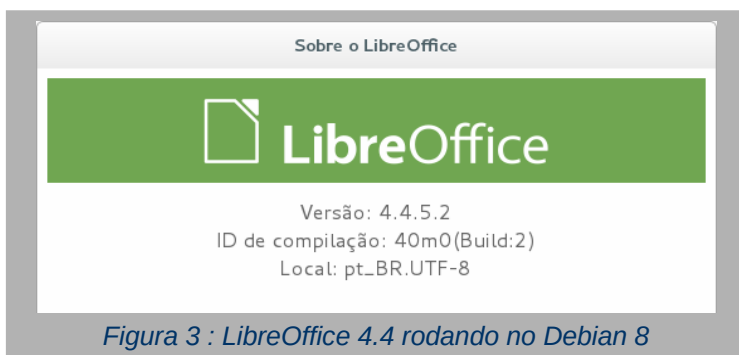 Sobre o LibreOffice
LibreOffice
Versão: 4.4.5.2
ID de compilação: 40m0(Build:2)
Local: pt_BR.UTF-8
Figura 3 : LibreOffice 4.4 rodando no Debian 8